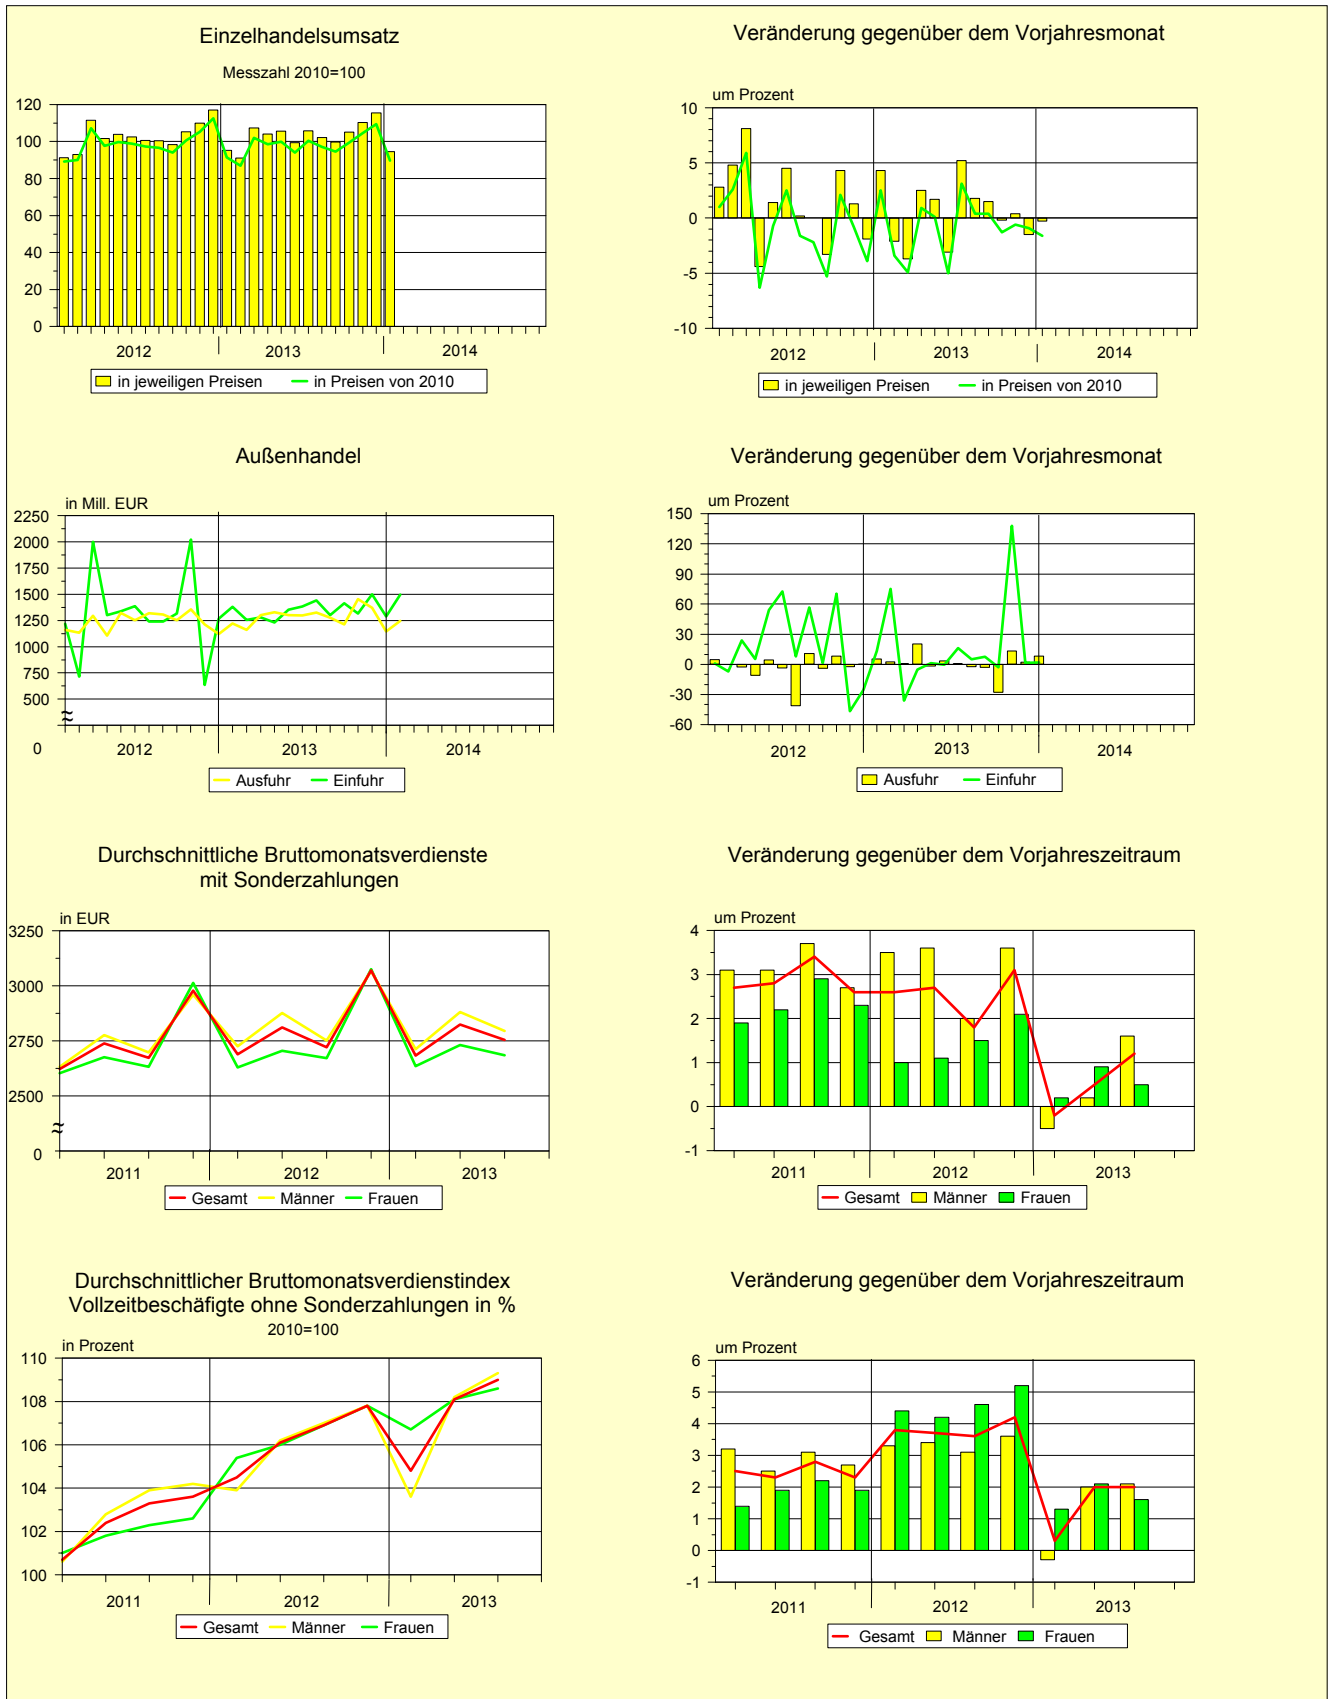 Einzelhandelsumsatz
Messzahl 2010=100
120
100
80
60
40
20
0
2012
2013
2014
in jeweiligen Preisen
in Preisen von 2010
Veränderung gegenüber dem Vorjahresmonat
um Prozent
10
5
0
-5
-10
2012
2013
2014
in jeweiligen Preisen
in Preisen von 2010
Außenhandel
in Mill. EUR
2250
2000
1750
1500
1250
1000
750
500
0
2012
2013
2014
Ausfuhr
Einfuhr
Veränderung gegenüber dem Vorjahresmonat
um Prozent
150
120
90
60
30
0
-30
-60
2012
2013
2014
Ausfuhr
Einfuhr
Durchschnittliche Bruttomonatsverdienste
mit Sonderzahlungen
in EUR
3250
3000
2750
2500
0
2011
2012
2013
Gesamt
Männer
Frauen
Veränderung gegenüber dem Vorjahreszeitraum
um Prozent
4
3
2
1
0
-1
2011
2012
2013
Gesamt
Männer
Frauen
Durchschnittlicher Bruttomonatsverdienstindex
Vollzeitbeschäfigte ohne Sonderzahlungen in %
2010=100
in Prozent
110
108
106
104
102
100
2011
2012
2013
Gesamt
Männer
Frauen
Veränderung gegenüber dem Vorjahreszeitraum
um Prozent
6
5
4
3
2
1
0
-1
2011
2012
2013
Gesamt
Männer
Frauen